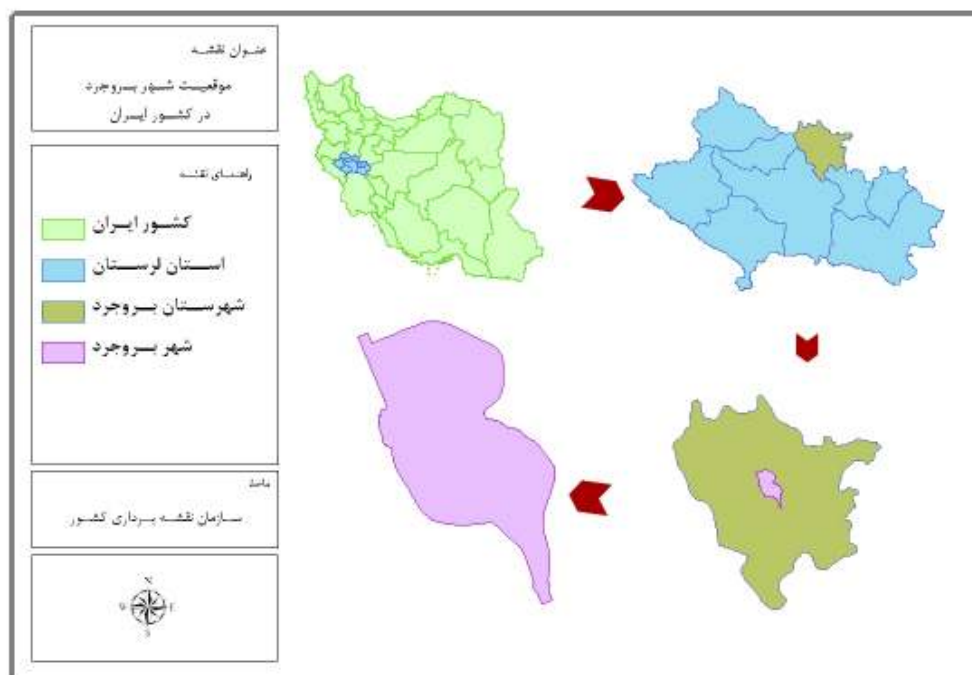 عنوان نقشه
موقعیت شهر بروجرد
در کشور ایران
راهنمای نقشه
کشور ایران
استان لرستان
شهرستان بروجرد
شهر بروجرد
ماخذ
سازمان نقشه برداری کشور
N
W E
S